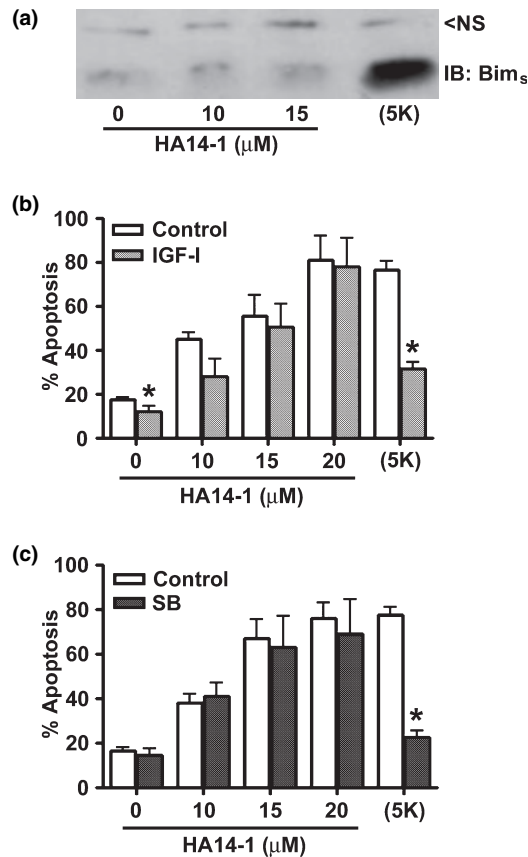 (a)
<NS
IB: Bims
0 10 15 (5K)
HA14-1 (μM)
(b)
100
80
60
40
20
0
% Apoptosis
Control
IGF-I
*
*
0 10 15 20 (5K)
HA14-1 (μM)
(c)
100
80
60
40
20
0
% Apoptosis
Control
SB
*
0 10 15 20 (5K)
HA14-1 (μM)